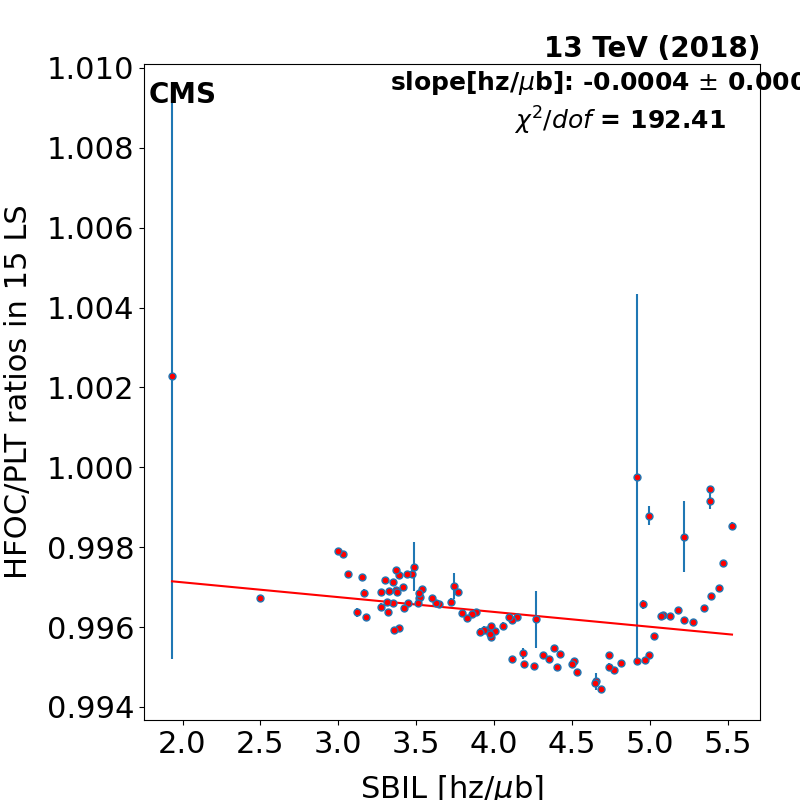 13 TeV (2018)
CMS
slope[hz/μb]: -0.0004 ± 0.000
χ²/dof = 192.41
HFOC/PLT ratios in 15 LS
1.010
1.008
1.006
1.004
1.002
1.000
0.998
0.996
0.994
2.0 2.5 3.0 3.5 4.0 4.5 5.0 5.5
SBIL [hz/μb]